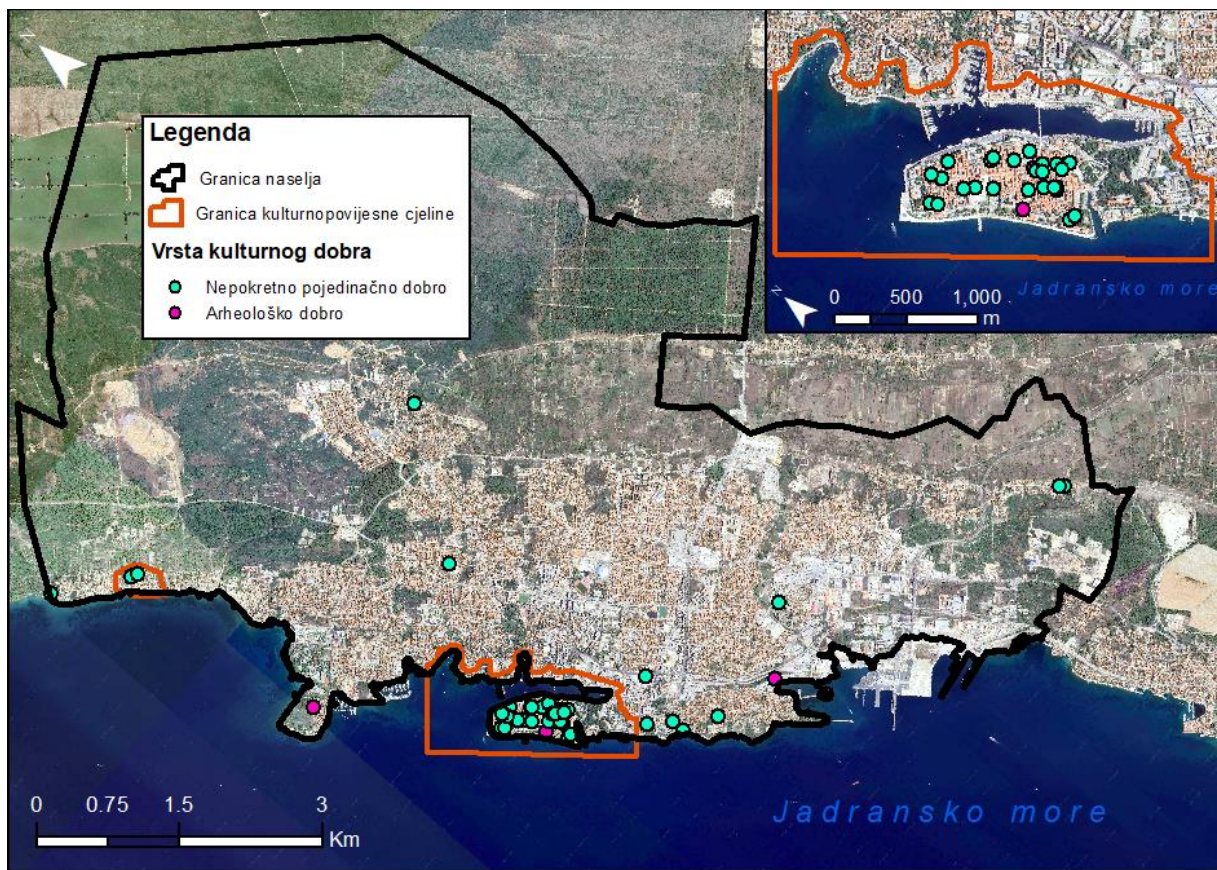 N
Legenda
Granica naselja
Granica kulturnopovijesne cjeline
Vrsta kulturnog dobra
Nepokretno pojedinačno dobro
Arheološko dobro
Jadransko more
N
0 500 1,000
m
0 0.75 1.5 3
Km
Jadransko more